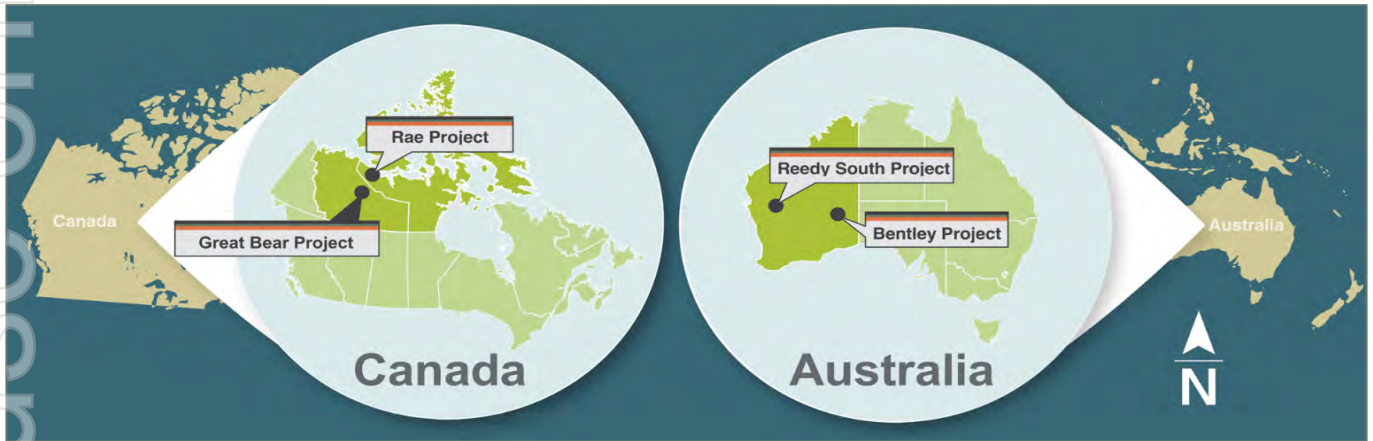 Canada
Rae Project
Great Bear Project
Canada
Reedy South Project
Bentley Project
Australia
Australia
N